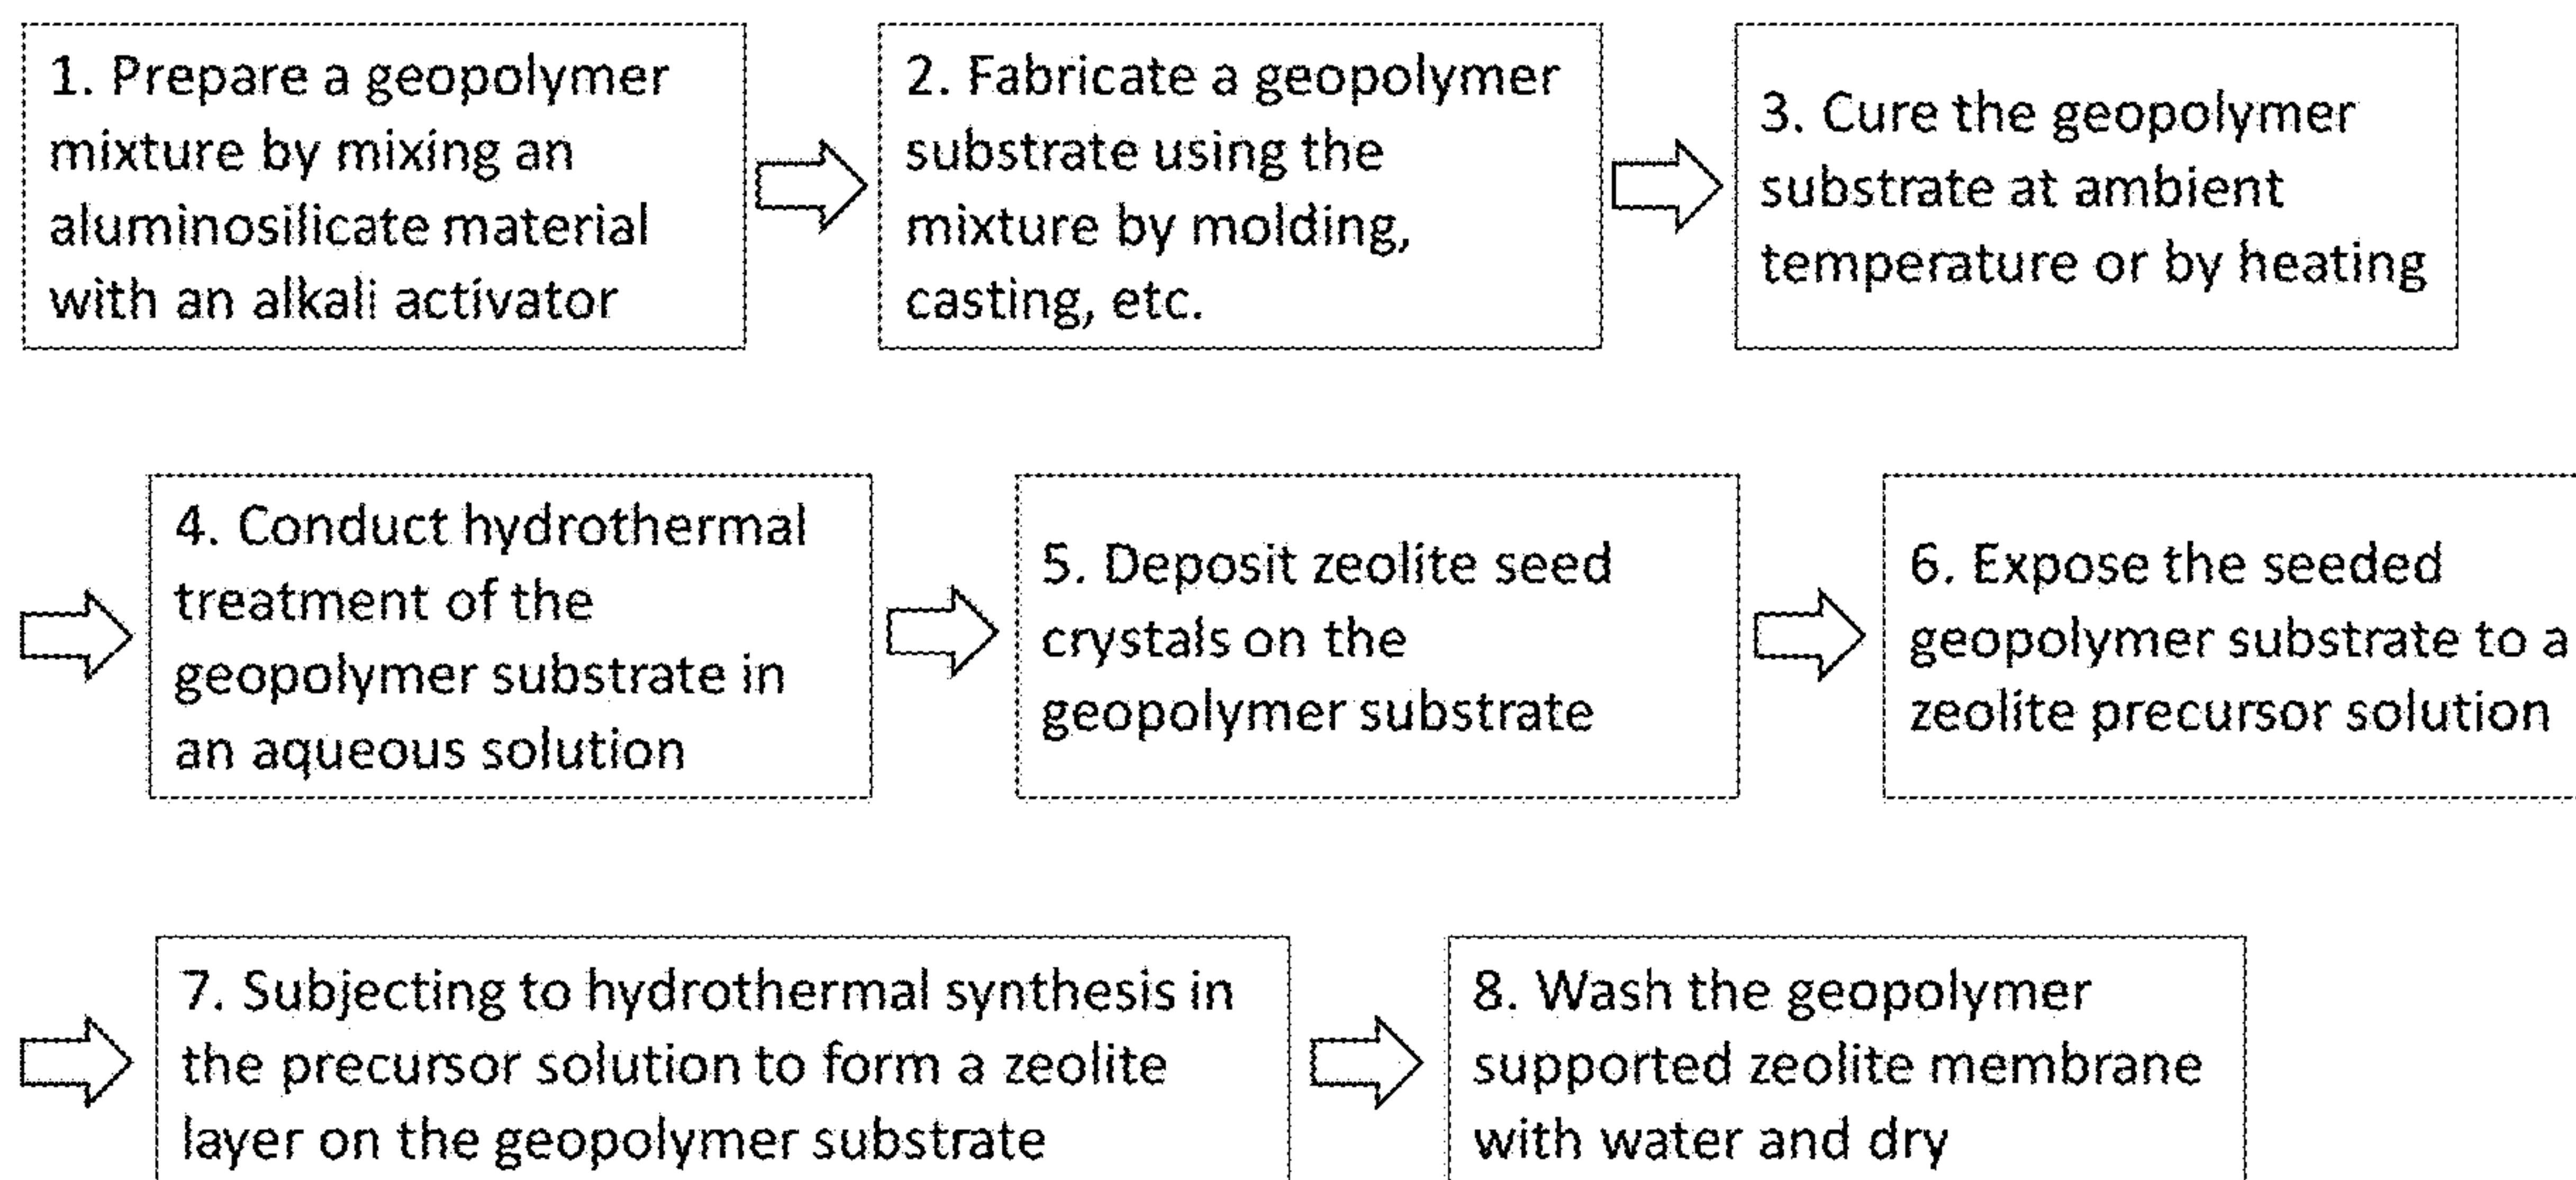 1. Prepare a geopolymer
mixture by mixing an
aluminosilicate material
with an alkali activator
2. Fabricate a geopolymer
substrate using the
mixture by molding,
casting, etc.
3. Cure the geopolymer
substrate at ambient
temperature or by heating
4. Conduct hydrothermal
treatment of the
geopolymer substrate in
an aqueous solution
5. Deposit zeolite seed
crystals on the
geopolymer substrate
6. Expose the seeded
geopolymer substrate to a
zeolite precursor solution
7. Subjecting to hydrothermal synthesis in
the precursor solution to form a zeolite
layer on the geopolymer substrate
8. Wash the geopolymer
supported zeolite membrane
with water and dry